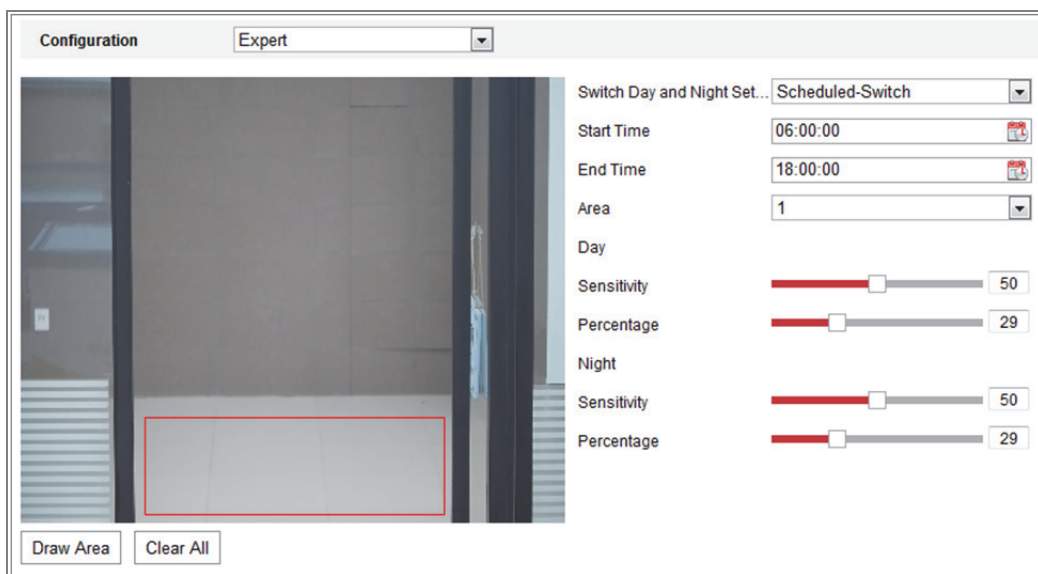 Configuration Expert
Switch Day and Night Set... Scheduled-Switch
Start Time 06:00:00
End Time 18:00:00
Area 1
Day
Sensitivity 50
Percentage 29
Night
Sensitivity 50
Percentage 29
Draw Area Clear All